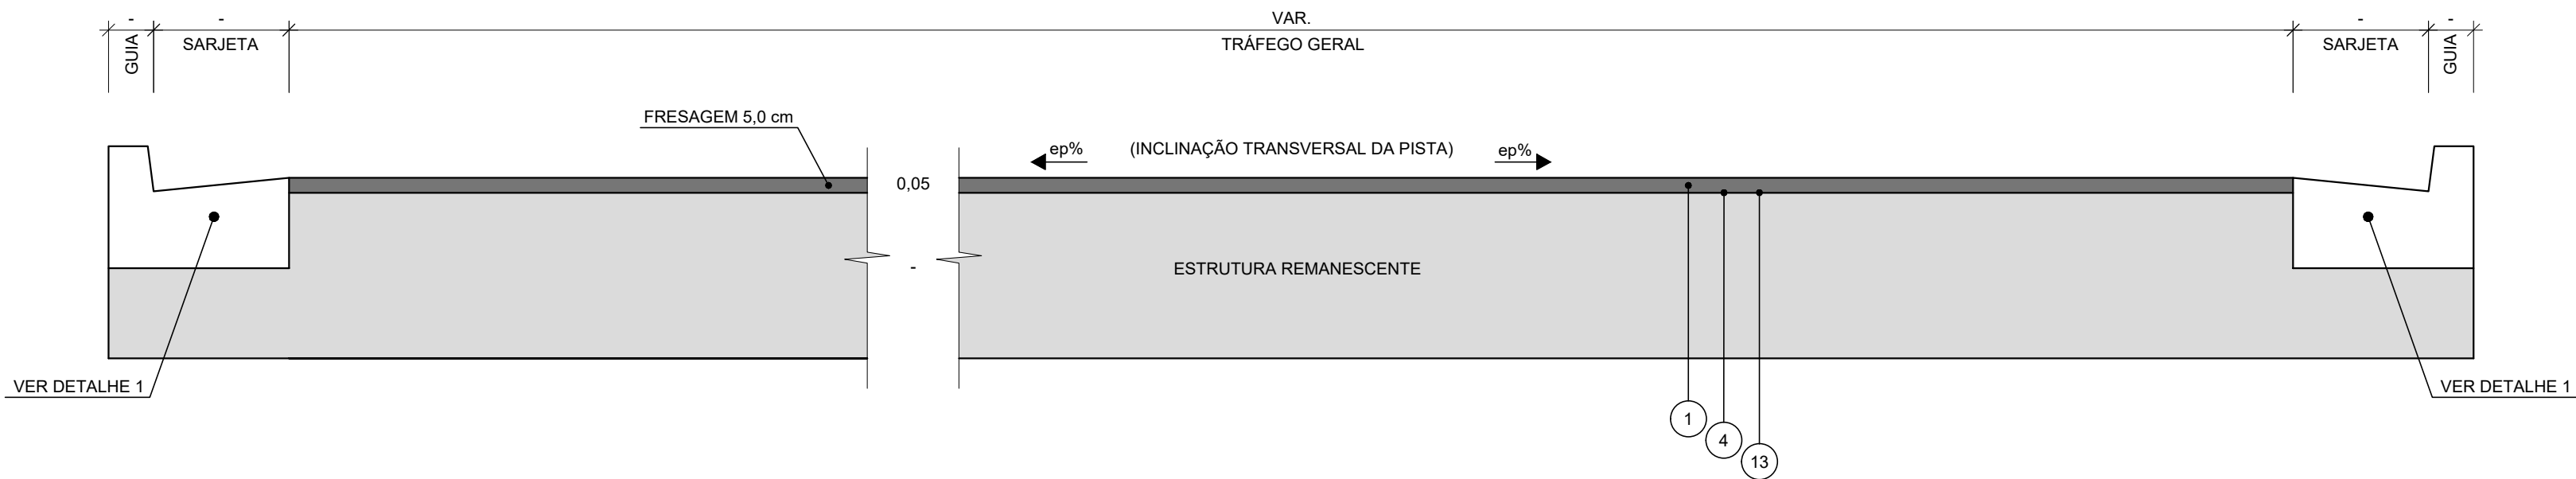 - - VAR. - -
GUIA SARJETA TRÁFEGO GERAL SARJETA GUIA
FRESAGEM 5,0 cm
ep% (INCLINAÇÃO TRANSVERSAL DA PISTA) ep%
0,05
-
ESTRUTURA REMANESCENTE
VER DETALHE 1 VER DETALHE 1
1
4
13